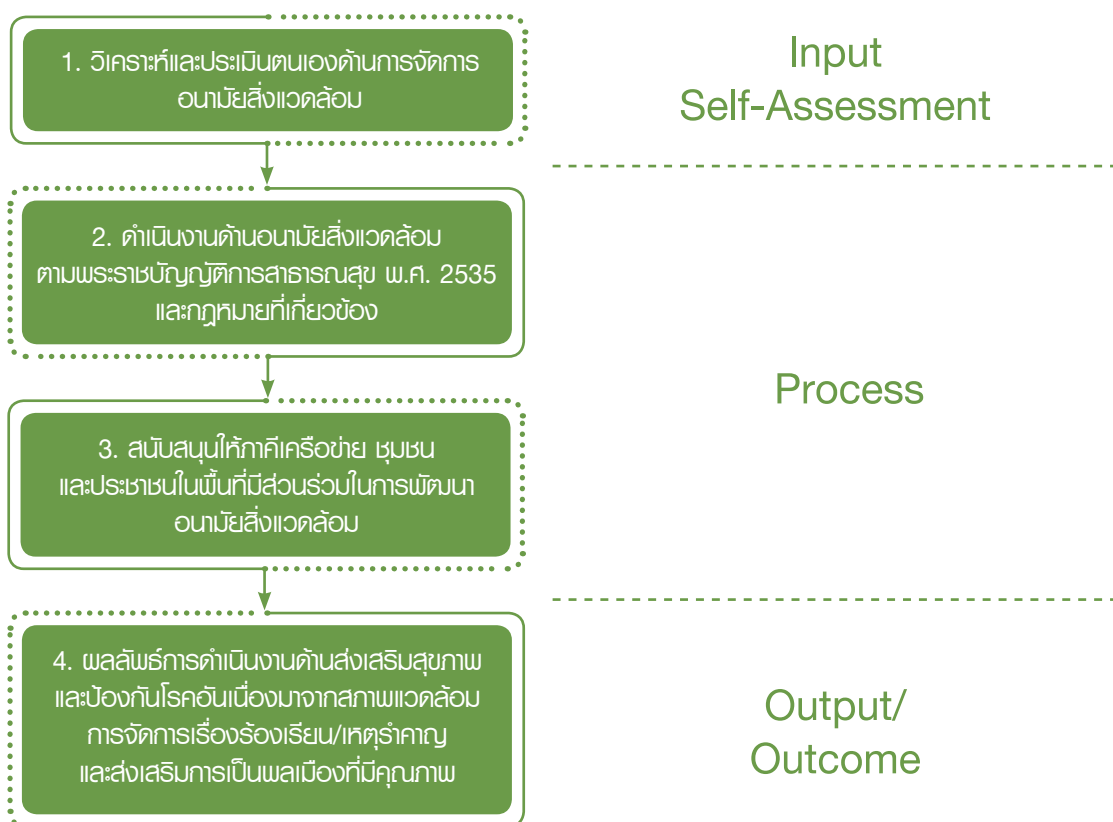 1. วิเคราะห์และประเมินตนเองด้านการจัดการ
อนามัยสิ่งแวดล้อม
Input
Self-Assessment
2. ดำเนินงานด้านอนามัยสิ่งแวดล้อม
ตามพระราชบัญญัติการสาธารณสุข พ.ศ. 2535
และกฎหมายที่เกี่ยวข้อง
3. สนับสนุนให้ภาคีเครือข่าย ชุมชน
และประชาชนในพื้นที่มีส่วนร่วมในการพัฒนา
อนามัยสิ่งแวดล้อม
Process
4. ผลลัพธ์การดำเนินงานด้านส่งเสริมสุขภาพ
และป้องกันโรคอันเนื่องมาจากสภาพแวดล้อม
การจัดการเรื่องร้องเรียน/เหตุรำคาญ
และส่งเสริมการเป็นพลเมืองที่มีคุณภาพ
Output/
Outcome